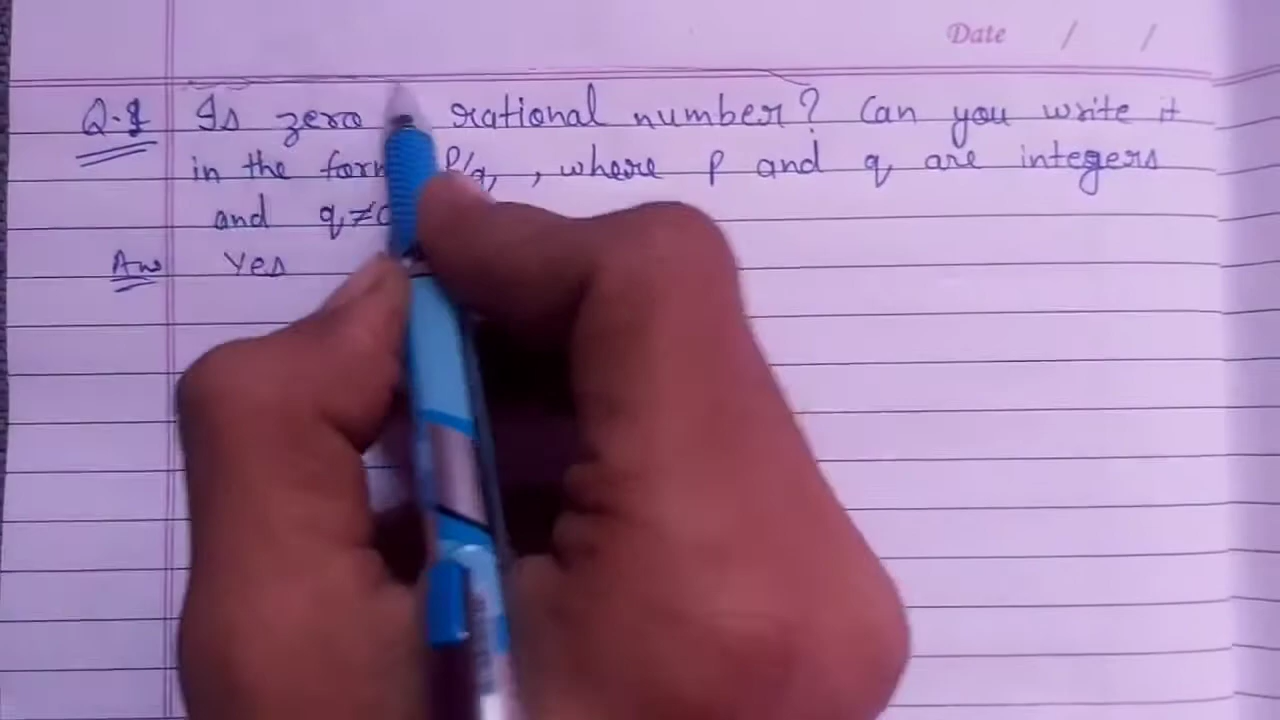 Date / /
Q.1 Is zero rational number? Can you write it
in the form P/q, where p and q are integers
and q≠0
Ans Yes